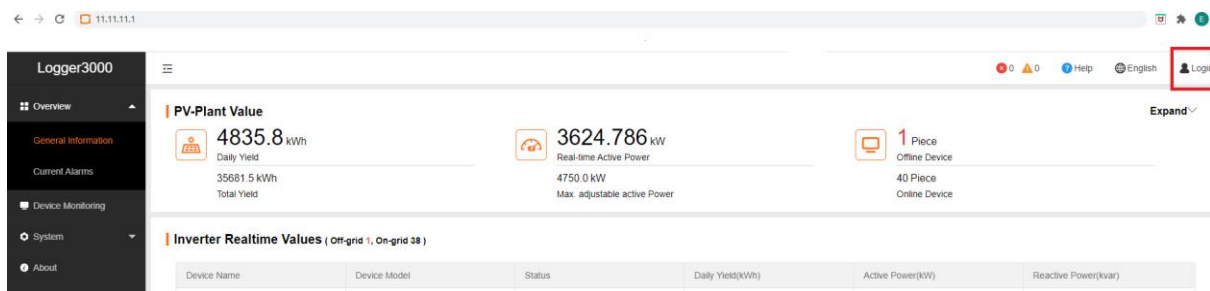 11.11.11.1
E
Logger3000
0 0 Help English Login
Overview
General Information
Current Alarms
Device Monitoring
System
About
PV-Plant Value Expand
4835.8 kWh
Daily Yield
35681.5 kWh
Total Yield
3624.786 kW
Real-time Active Power
4750.0 kW
Max. adjustable active Power
1 Piece
Offline Device
40 Piece
Online Device
Inverter Realtime Values ( Off-grid 1, On-grid 38 )
Device Name Device Model Status Daily Yield(kWh) Active Power(kW) Reactive Power(kvar)